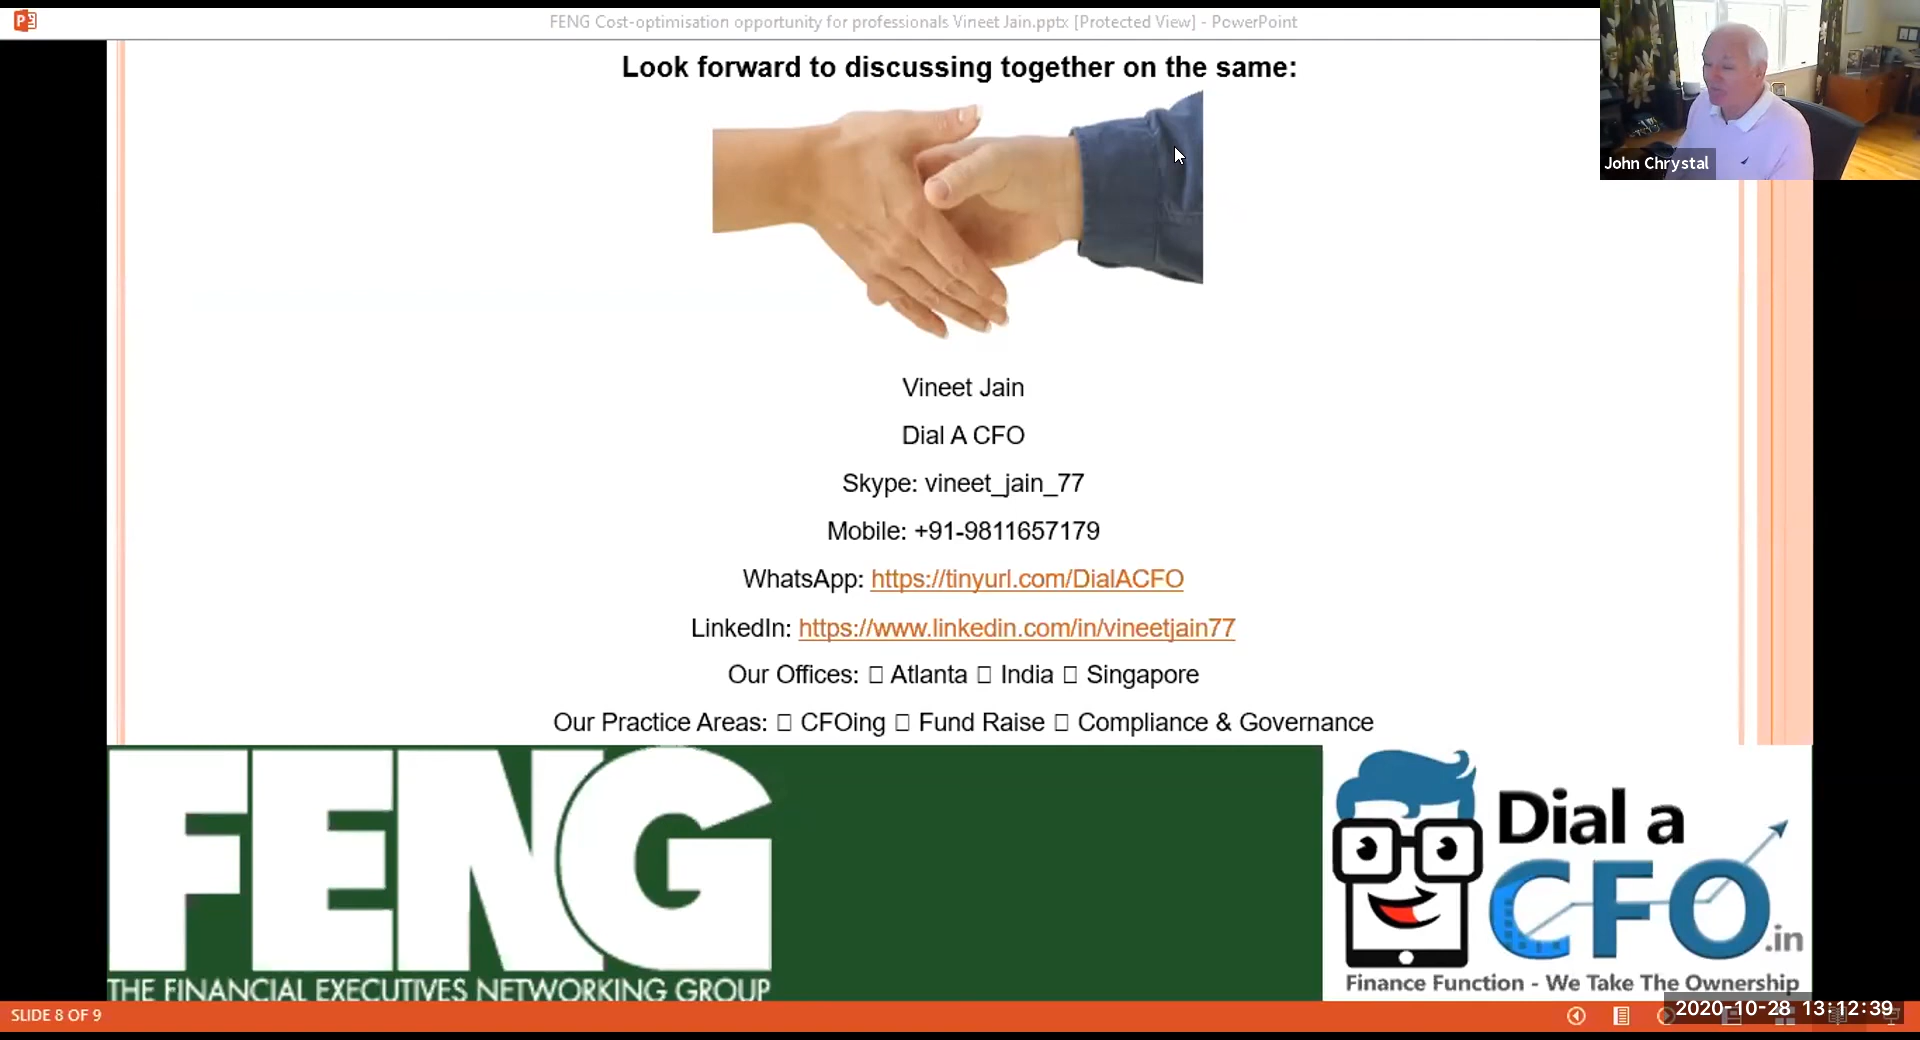 FENG Cost-optimisation opportunity for professionals Vineet Jain.pptx [Protected View] - PowerPoint
Look forward to discussing together on the same:
John Chrystal
Vineet Jain
Dial A CFO
Skype: vineet_jain_77
Mobile: +91-9811657179
WhatsApp: https://tinyurl.com/DialACFO
LinkedIn: https://www.linkedin.com/in/vineetjain77
Our Offices: □ Atlanta □ India □ Singapore
Our Practice Areas: □ CFOing □ Fund Raise □ Compliance & Governance
FENG
THE FINANCIAL EXECUTIVES NETWORKING GROUP
Dial a
CFO.in
Finance Function - We Take The Ownership
SLIDE 8 OF 9
2020-10-28 13:12:39